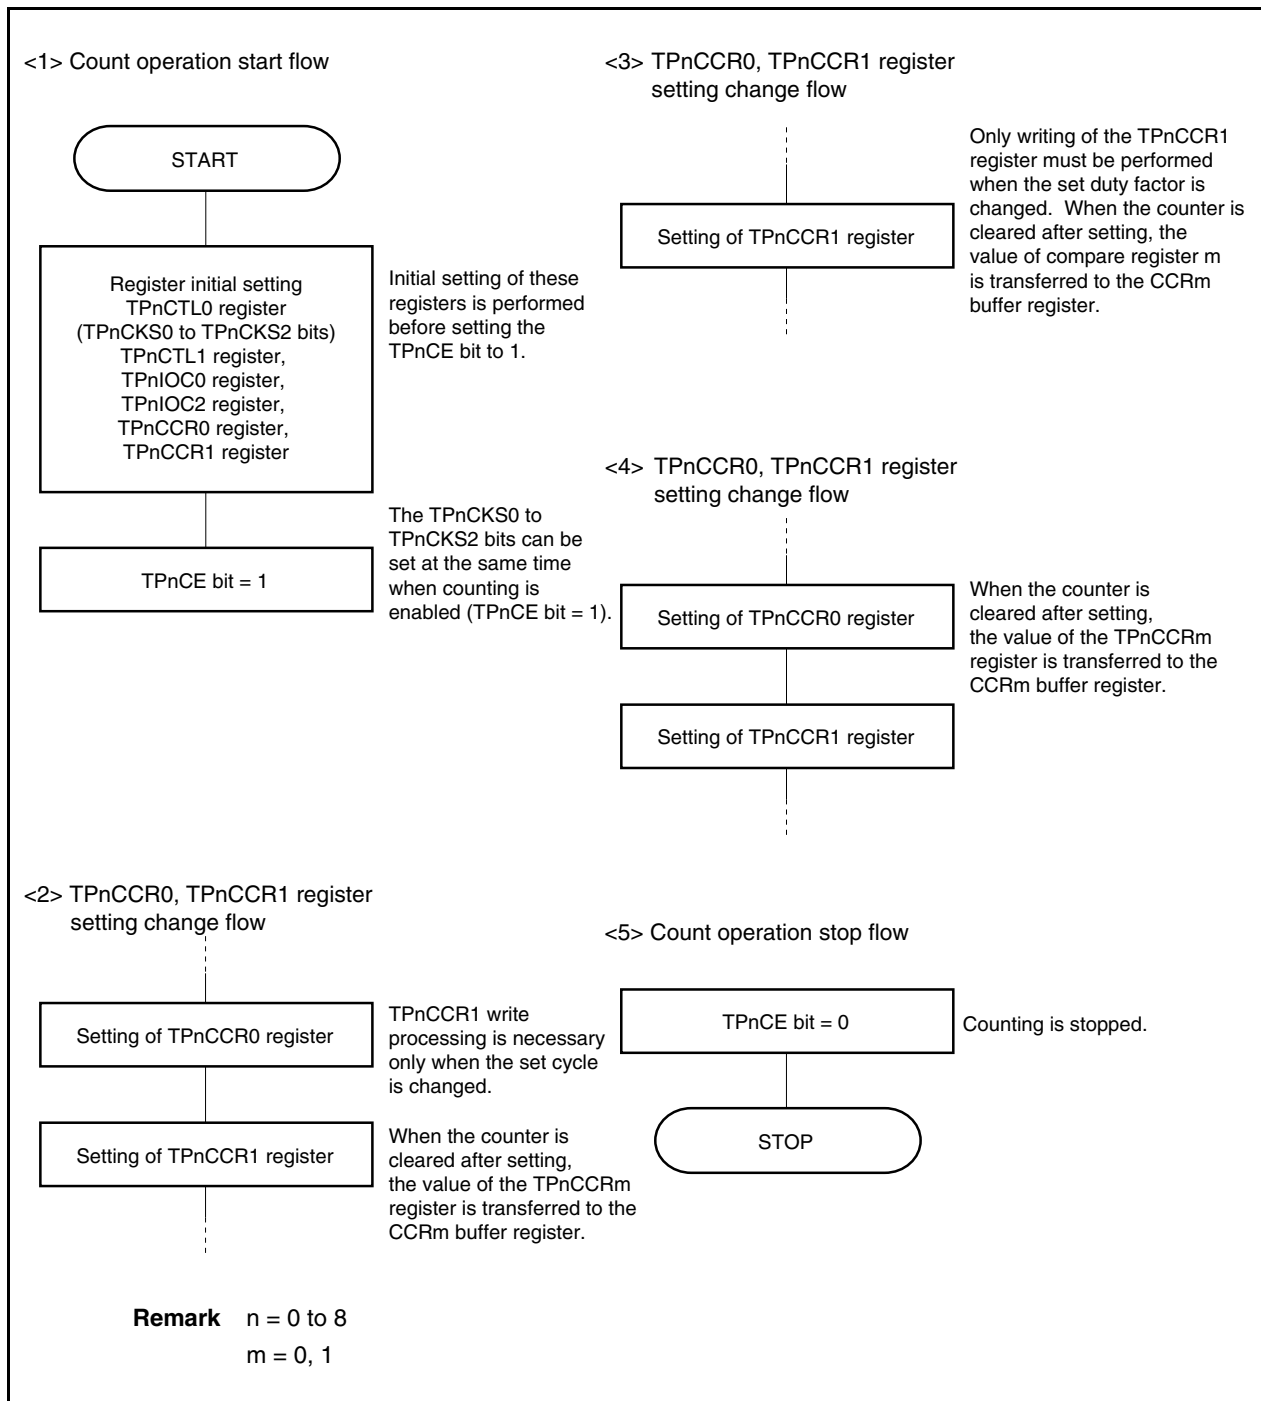 <1> Count operation start flow
START
Register initial setting
TPnCTL0 register
(TPnCKS0 to TPnCKS2 bits)
TPnCTL1 register,
TPnIOC0 register,
TPnIOC2 register,
TPnCCR0 register,
TPnCCR1 register
Initial setting of these
registers is performed
before setting the
TPnCE bit to 1.
TPnCE bit = 1
The TPnCKS0 to
TPnCKS2 bits can be
set at the same time
when counting is
enabled (TPnCE bit = 1).
<2> TPnCCR0, TPnCCR1 register
setting change flow
Setting of TPnCCR0 register
TPnCCR1 write
processing is necessary
only when the set cycle
is changed.
Setting of TPnCCR1 register
When the counter is
cleared after setting,
the value of the TPnCCRm
register is transferred to the
CCRm buffer register.
<3> TPnCCR0, TPnCCR1 register
setting change flow
Setting of TPnCCR1 register
Only writing of the TPnCCR1
register must be performed
when the set duty factor is
changed.  When the counter is
cleared after setting, the
value of compare register m
is transferred to the CCRm
buffer register.
<4> TPnCCR0, TPnCCR1 register
setting change flow
Setting of TPnCCR0 register
When the counter is
cleared after setting,
the value of the TPnCCRm
register is transferred to the
CCRm buffer register.
Setting of TPnCCR1 register
<5> Count operation stop flow
TPnCE bit = 0
Counting is stopped.
STOP
Remark n = 0 to 8
m = 0, 1